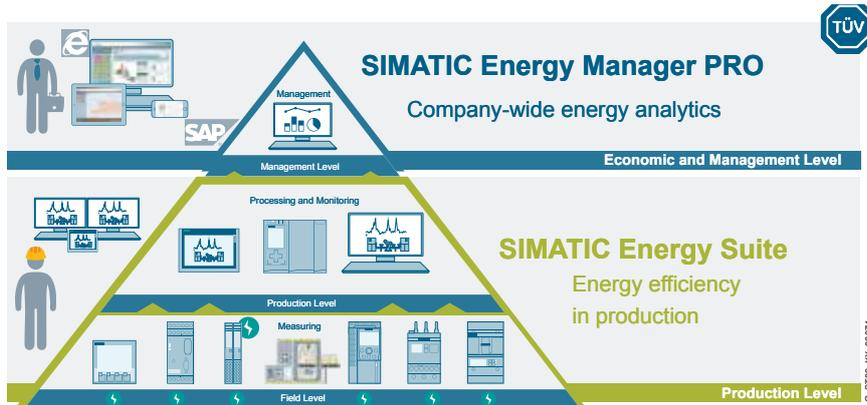 TÜV
SIMATIC Energy Manager PRO
Company-wide energy analytics
Management
SAP
Management Level
Economic and Management Level
Processing and Monitoring
SIMATIC Energy Suite
Energy efficiency
in production
Production Level
Measuring
Field Level
Production Level